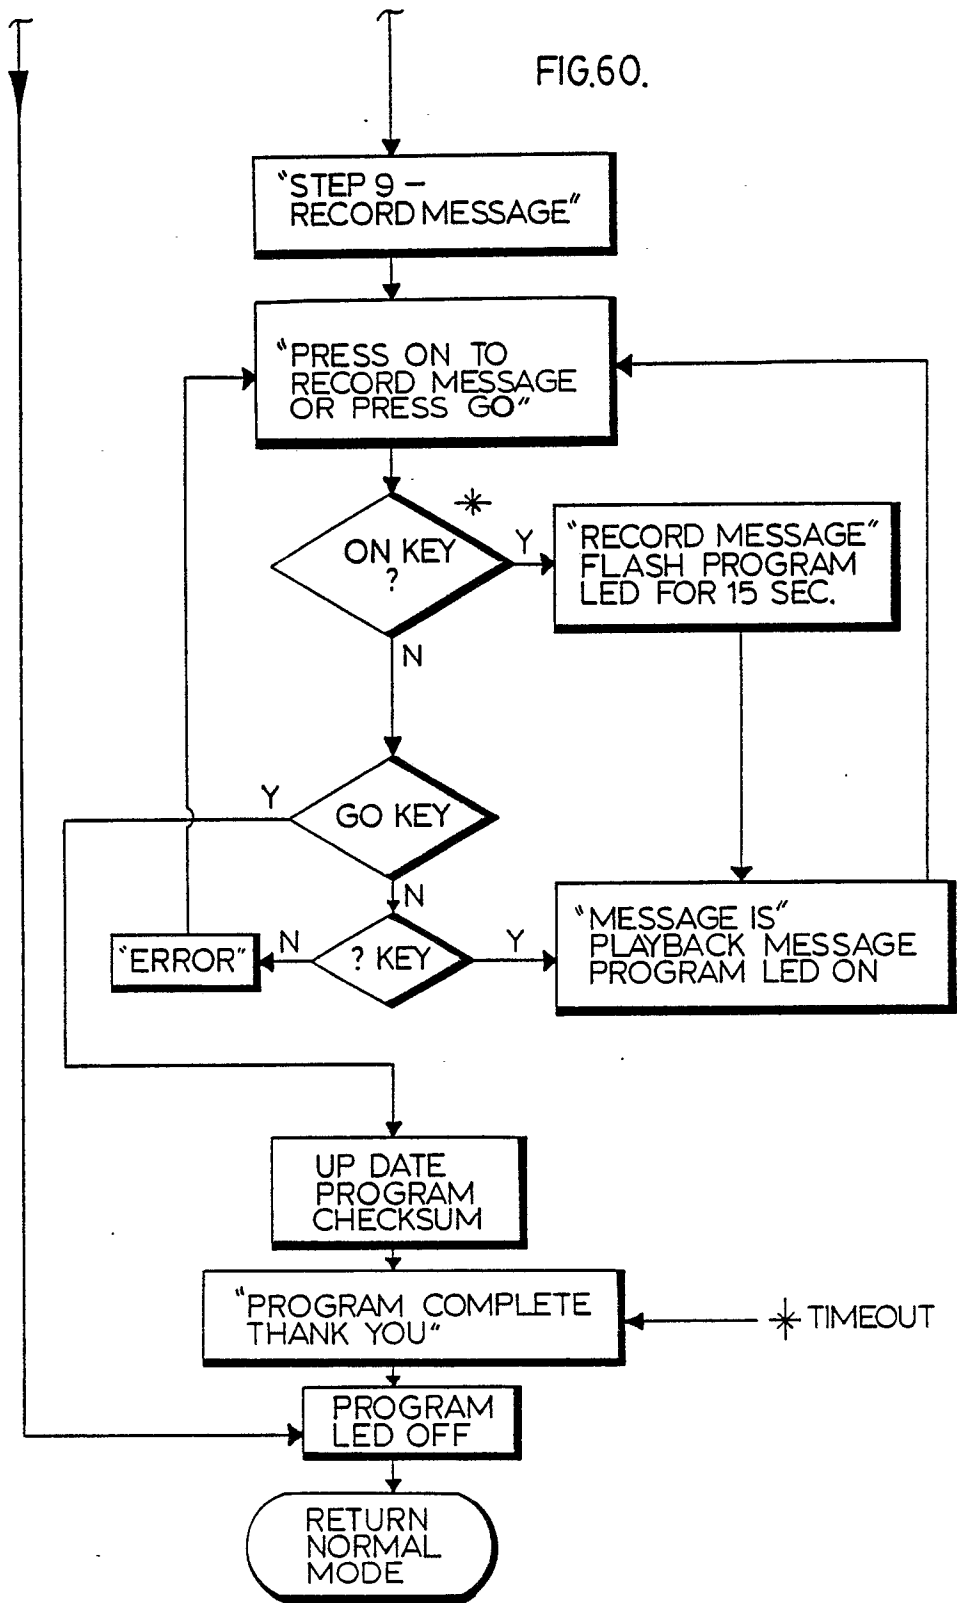 FIG.60.
"STEP 9 –
RECORD MESSAGE"
"PRESS ON TO
RECORD MESSAGE
OR PRESS GO"
*
ON KEY
?
Y
"RECORD MESSAGE"
FLASH PROGRAM
LED FOR 15 SEC.
N
Y
GO KEY
N
"ERROR"
N
? KEY
Y
"MESSAGE IS"
PLAYBACK MESSAGE
PROGRAM LED ON
UP DATE
PROGRAM
CHECKSUM
"PROGRAM COMPLETE
THANK YOU"
* TIMEOUT
PROGRAM
LED OFF
RETURN
NORMAL
MODE